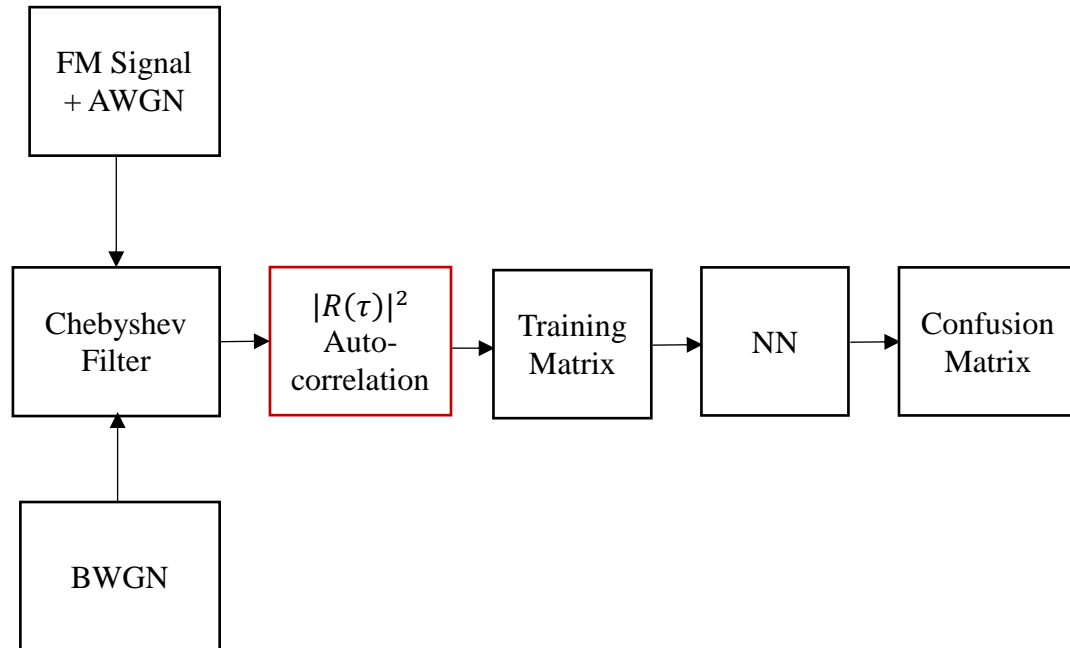 FM Signal
+ AWGN
Chebyshev
Filter
|R(τ)|²
Auto-
correlation
Training
Matrix
NN
Confusion
Matrix
BWGN